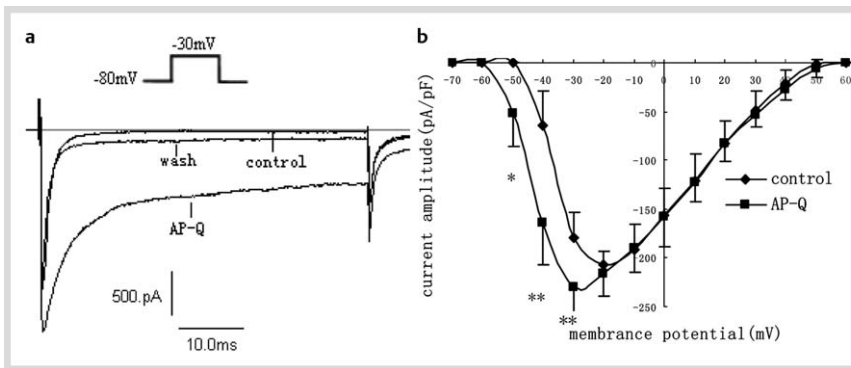 a
-30mV
-80mV
wash
control
AP-Q
500.pA
10.0ms
b
-70 -60 -50 -40 -30 -20 -10 0 10 20 30 40 50 60
-50
-100
-150
-200
-250
control
AP-Q
*
**
**
current amplitude(pA/pF)
membrance potential(mV)